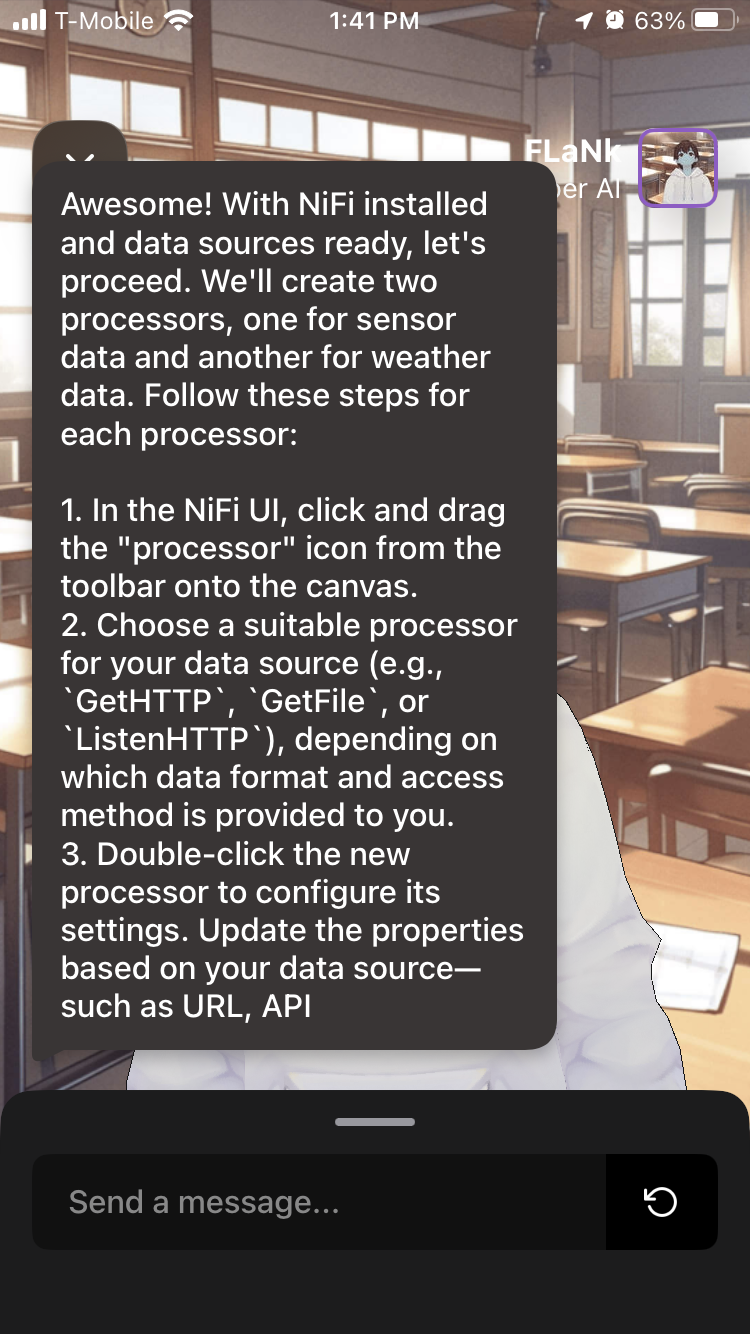 T-Mobile 1:41 PM 63%
FLaNk
per AI
Awesome! With NiFi installed
and data sources ready, let's
proceed. We'll create two
processors, one for sensor
data and another for weather
data. Follow these steps for
each processor:
1. In the NiFi UI, click and drag
the "processor" icon from the
toolbar onto the canvas.
2. Choose a suitable processor
for your data source (e.g.,
`GetHTTP`, `GetFile`, or
`ListenHTTP`), depending on
which data format and access
method is provided to you.
3. Double-click the new
processor to configure its
settings. Update the properties
based on your data source—
such as URL, API
Send a message...